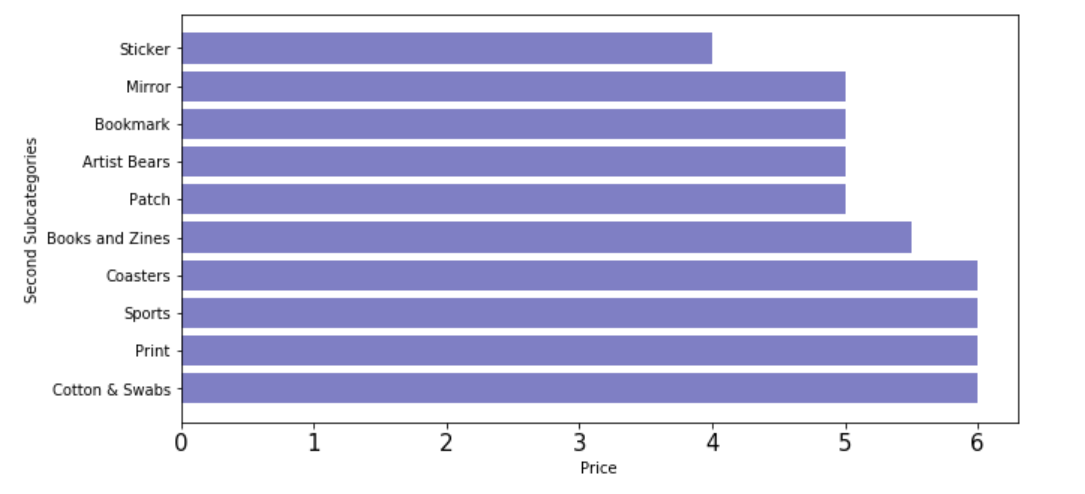 Sticker
Mirror
Bookmark
Artist Bears
Patch
Books and Zines
Coasters
Sports
Print
Cotton & Swabs
Second Subcategories
0 1 2 3 4 5 6
Price